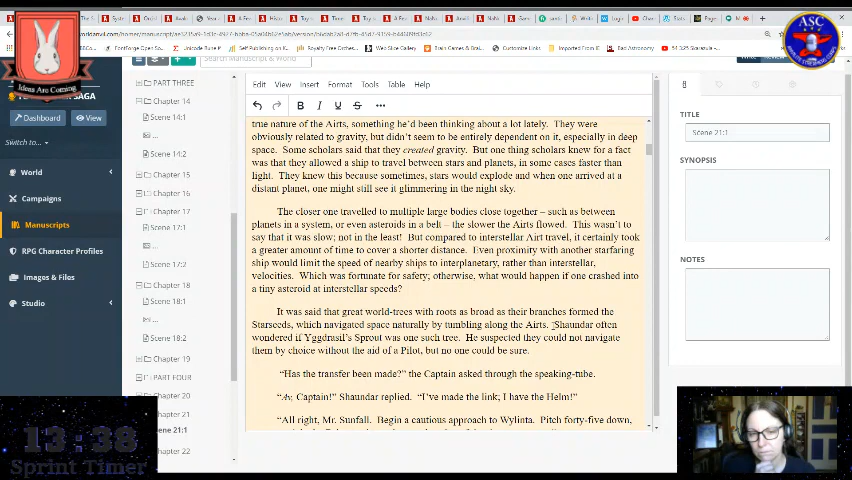 ASC
Ideas Are Coming
SAGA
Dashboard
View
Switch to...
World
Campaigns
Manuscripts
RPG Character Profiles
Images & Files
Studio
13:38
Sprint Timer
Search Manuscript
PART THREE
Chapter 14
Scene 14:1
...
Scene 14:2
Chapter 15
Chapter 16
Chapter 17
Scene 17:1
...
Scene 17:2
Chapter 18
Scene 18:1
...
Scene 18:2
Chapter 19
PART FOUR
Chapter 20
Chapter 21
Scene 21:1
Chapter 22
Edit View Insert Format Tools Table Help
B I U S ...
true nature of the Airts, something he'd been thinking about a lot lately. They were
obviously related to gravity, but didn't seem to be entirely dependent on it, especially in deep
space. Some scholars said that they created gravity. But one thing scholars knew for a fact
was that they allowed a ship to travel between stars and planets, in some cases faster than
light. They knew this because sometimes, stars would explode and when one arrived at a
distant planet, one might still see it glimmering in the night sky.
The closer one travelled to multiple large bodies close together – such as between
planets in a system, or even asteroids in a belt – the slower the Airts flowed. This wasn't to
say that it was slow; not in the least! But compared to interstellar Airt travel, it certainly took
a greater amount of time to cover a shorter distance. Even proximity with another starfaring
ship would limit the speed of nearby ships to interplanetary, rather than interstellar,
velocities. Which was fortunate for safety; otherwise, what would happen if one crashed into
a tiny asteroid at interstellar speeds?
It was said that great world-trees with roots as broad as their branches formed the
Starseeds, which navigated space naturally by tumbling along the Airts. Shaundar often
wondered if Yggdrasil's Sprout was one such tree. He suspected they could not navigate
them by choice without the aid of a Pilot, but no one could be sure.
"Has the transfer been made?" the Captain asked through the speaking-tube.
"Ay, Captain!" Shaundar replied. "I've made the link; I have the Helm!"
"All right, Mr. Sunfall. Begin a cautious approach to Wylinta. Pitch forty-five down,
TITLE
Scene 21:1
SYNOPSIS
NOTES